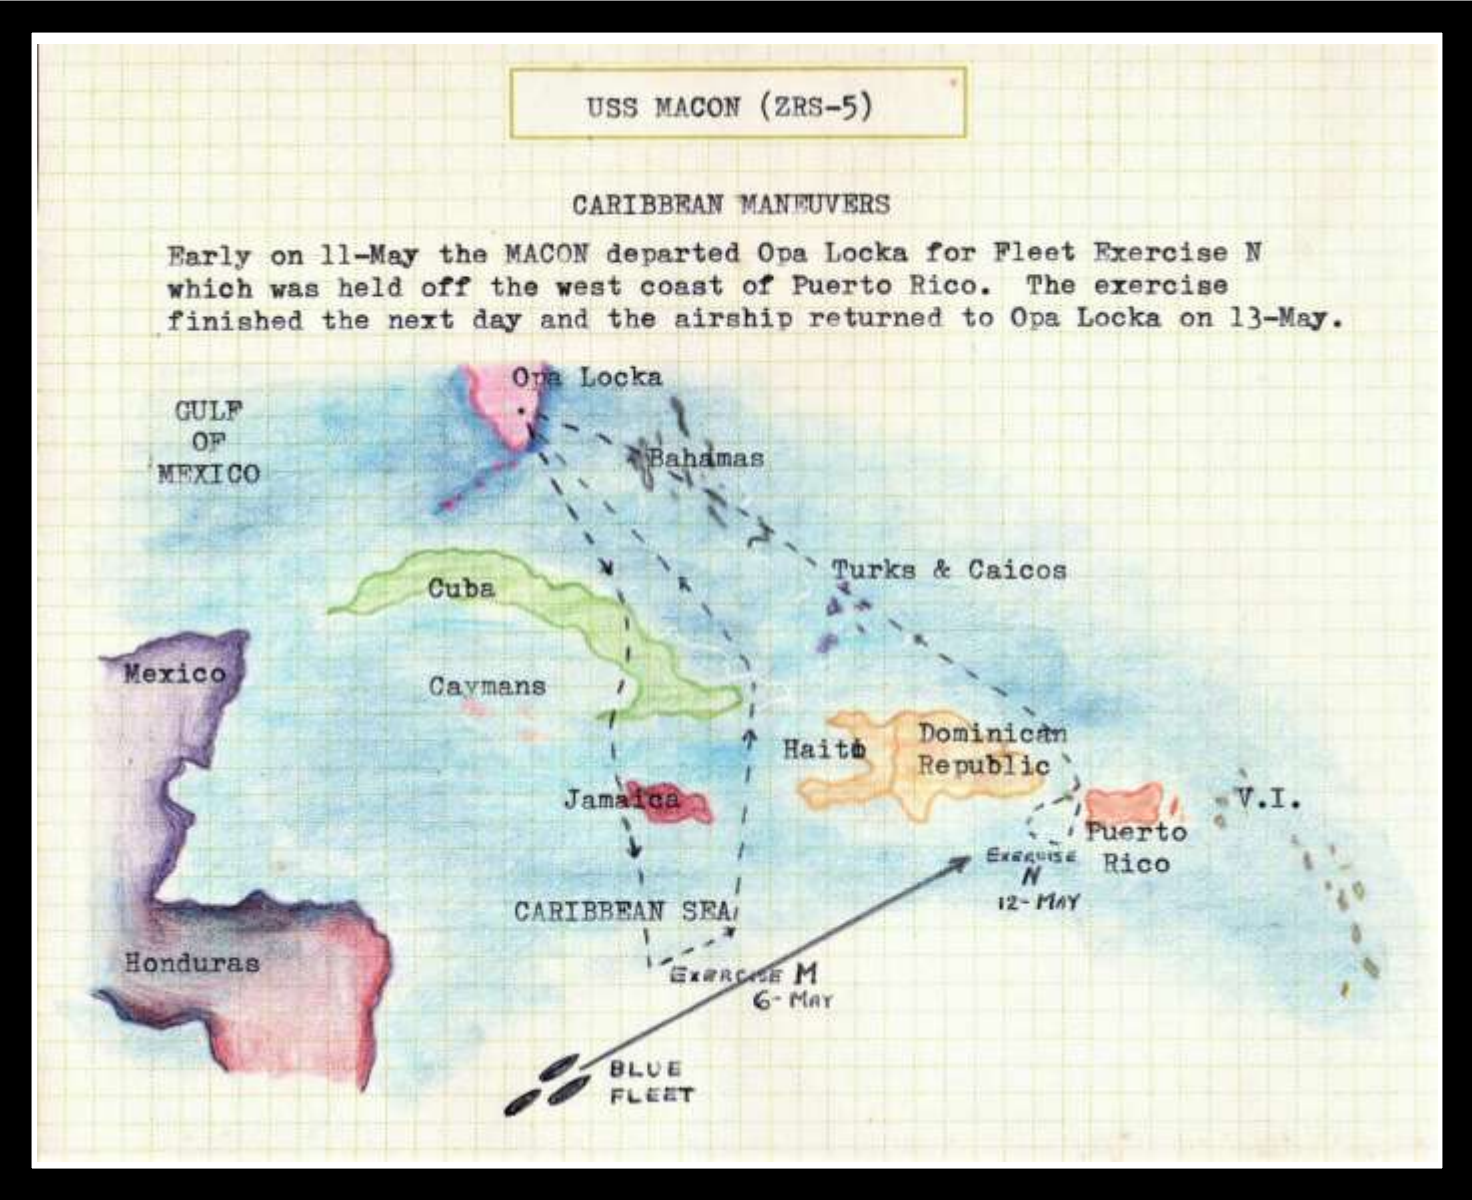 USS MACON (ZRS-5)
CARIBBEAN MANEUVERS
Early on 11-May the MACON departed Opa Locka for Fleet Exercise N
which was held off the west coast of Puerto Rico. The exercise
finished the next day and the airship returned to Opa Locka on 13-May.
Opa Locka
GULF
OF
MEXICO
Bahamas
Turks & Caicos
Cuba
Mexico
Caymans
Haiti
Dominican
Republic
Jamaica
V.I.
Puerto
Rico
EXERCISE
N
12-MAY
CARIBBEAN SEA
Honduras
EXERCISE M
6-MAY
BLUE
FLEET